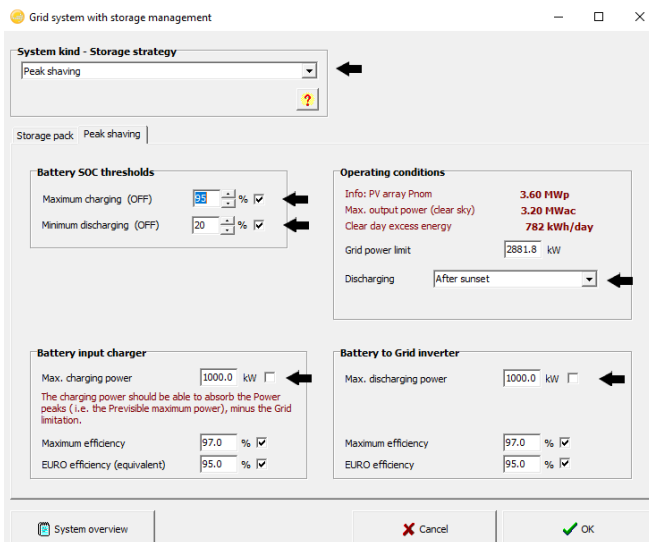 Grid system with storage management
System kind - Storage strategy
Peak shaving
?
Storage pack Peak shaving
Battery SOC thresholds
Maximum charging (OFF) 95 %
Minimum discharging (OFF) 20 %
Operating conditions
Info: PV array Pnom 3.60 MWp
Max. output power (clear sky) 3.20 MWac
Clear day excess energy 782 kWh/day
Grid power limit 2881.8 kW
Discharging After sunset
Battery input charger
Max. charging power 1000.0 kW
The charging power should be able to absorb the Power
peaks ( i.e. the Previsible maximum power), minus the Grid
limitation.
Maximum efficiency 97.0 %
EURO efficiency (equivalent) 95.0 %
Battery to Grid inverter
Max. discharging power 1000.0 kW
Maximum efficiency 97.0 %
EURO efficiency 95.0 %
System overview
Cancel
OK